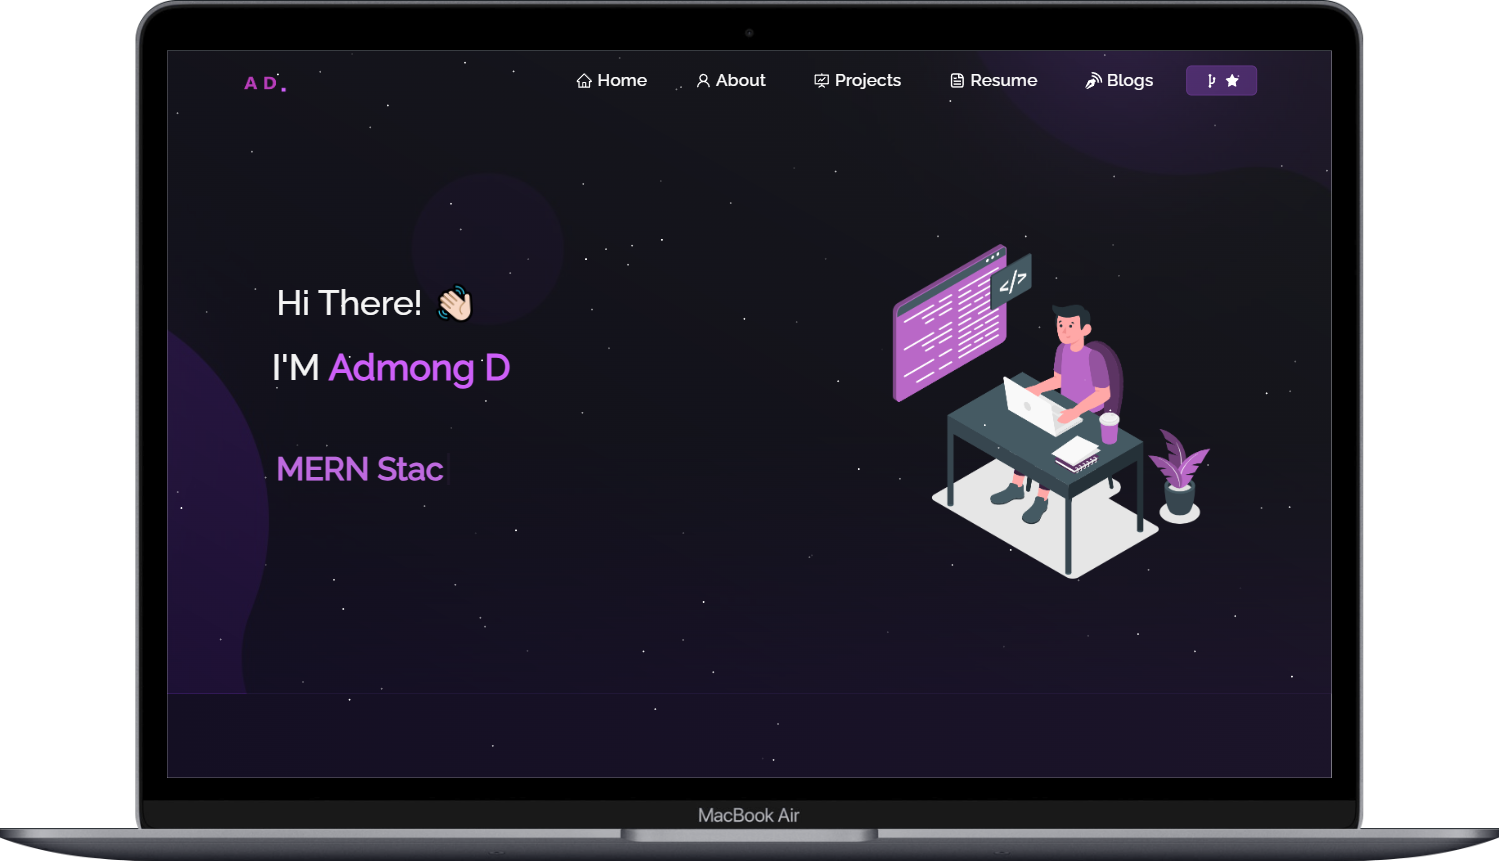 AD.
Home About Projects Resume Blogs
Hi There!
I'M Admong D
MERN Stac
</>
MacBook Air